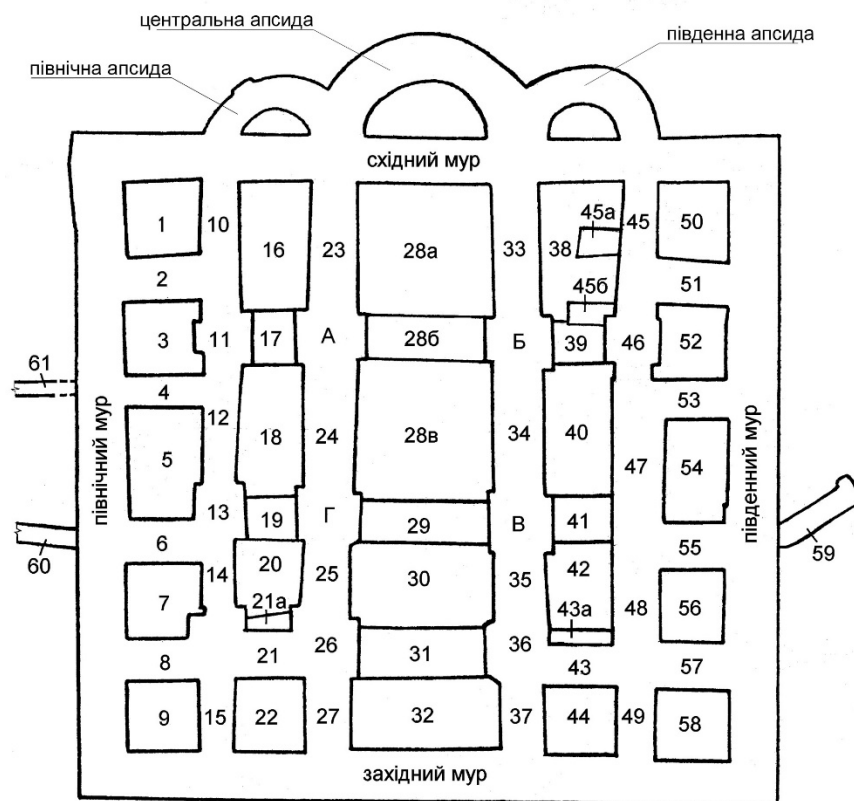 центральна апсида
південна апсида
північна апсида
східний мур
45а
1 10 16 23 28а 33 38 45 50
2 51
45б
3 11 17 А 28б Б 39 46 52
61
4 53
12
5 18 24 28в 34 40 47 54
північний мур
південний мур
13 19 Г 29 В 41
6 55
60 59
14 20 25 30 35 42
7 21а 43а 48 56
26 36
8 21 31 43 57
9 15 22 27 32 37 44 49 58
західний мур